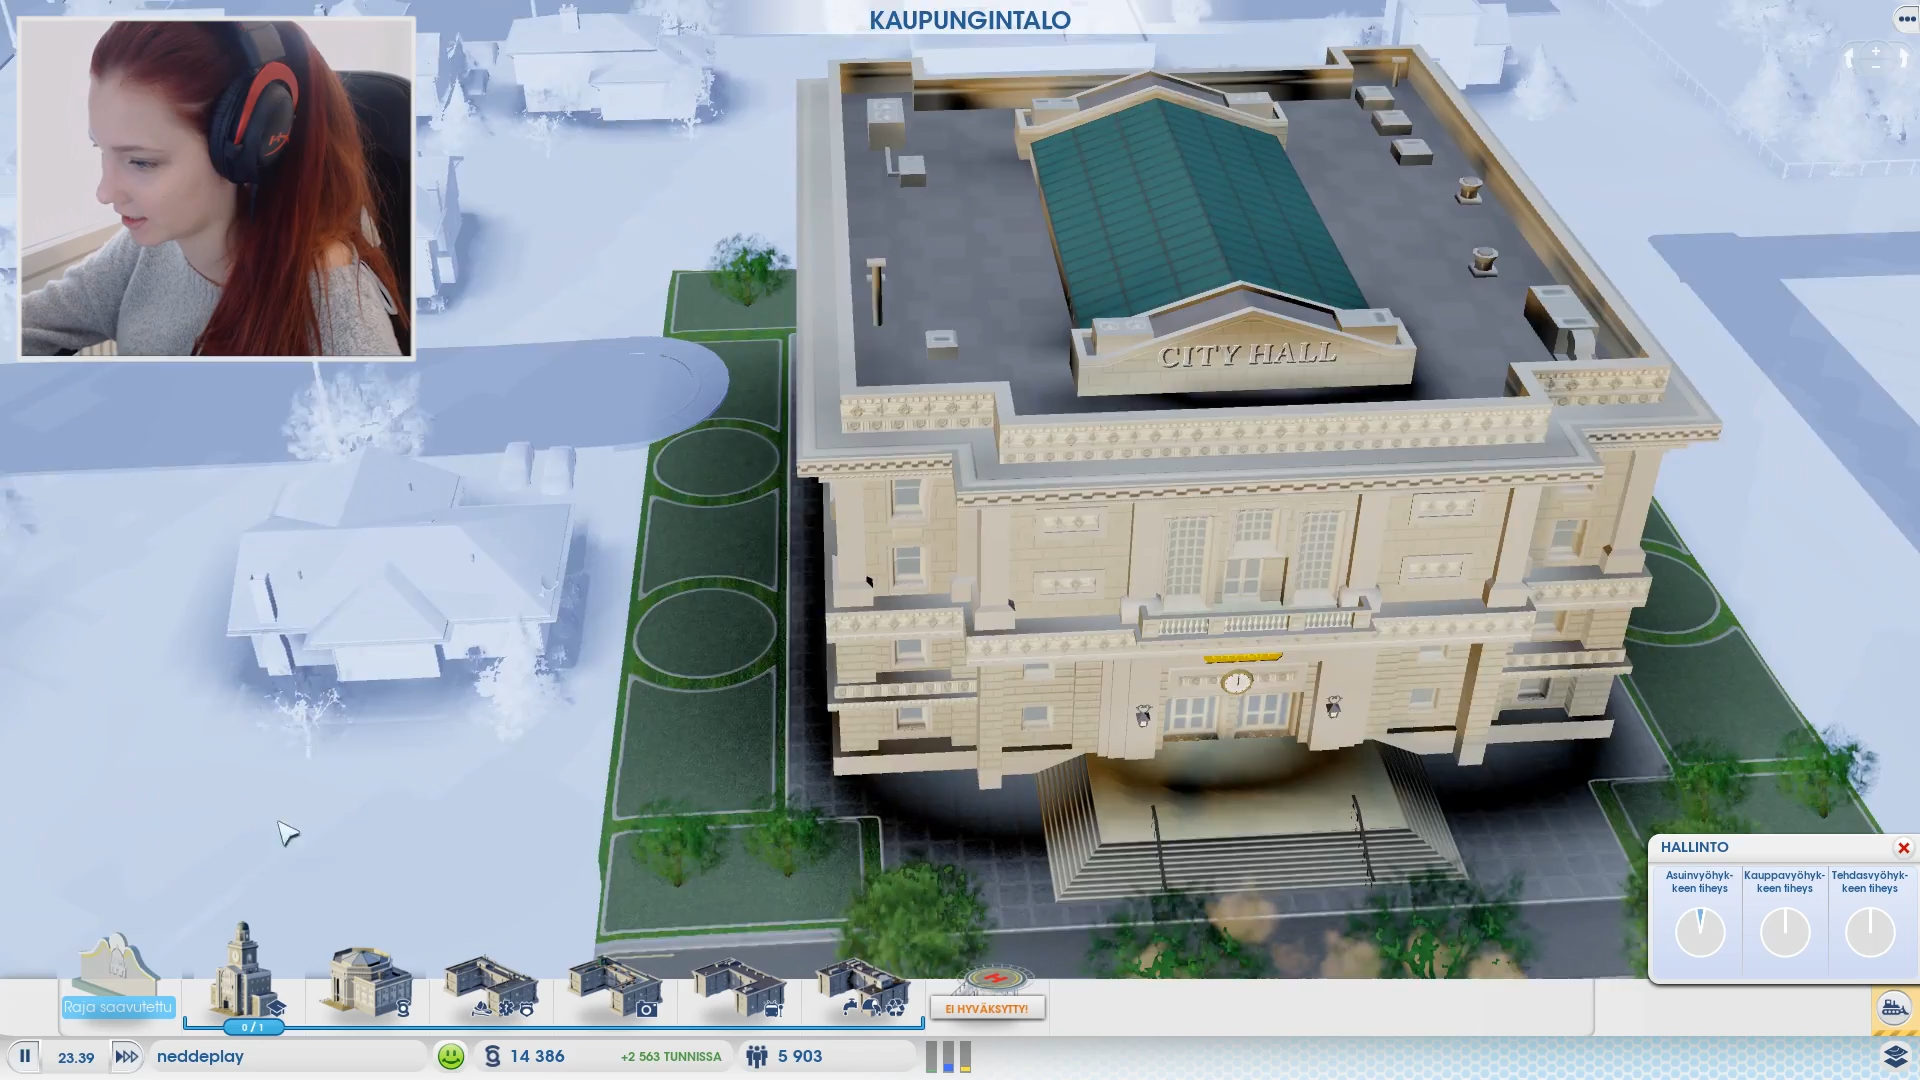 KAUPUNGINTALO
CITY HALL
HALLINTO
Asuinvyöhyk-
keen tiheys
Kauppavyöhyk-
keen tiheys
Tehdasvyöhyk-
keen tiheys
Raja saavutettu
0 / 1
EI HYVÄKSYTTY!
23.39
neddeplay
14 386
+2 563 TUNNISSA
5 903